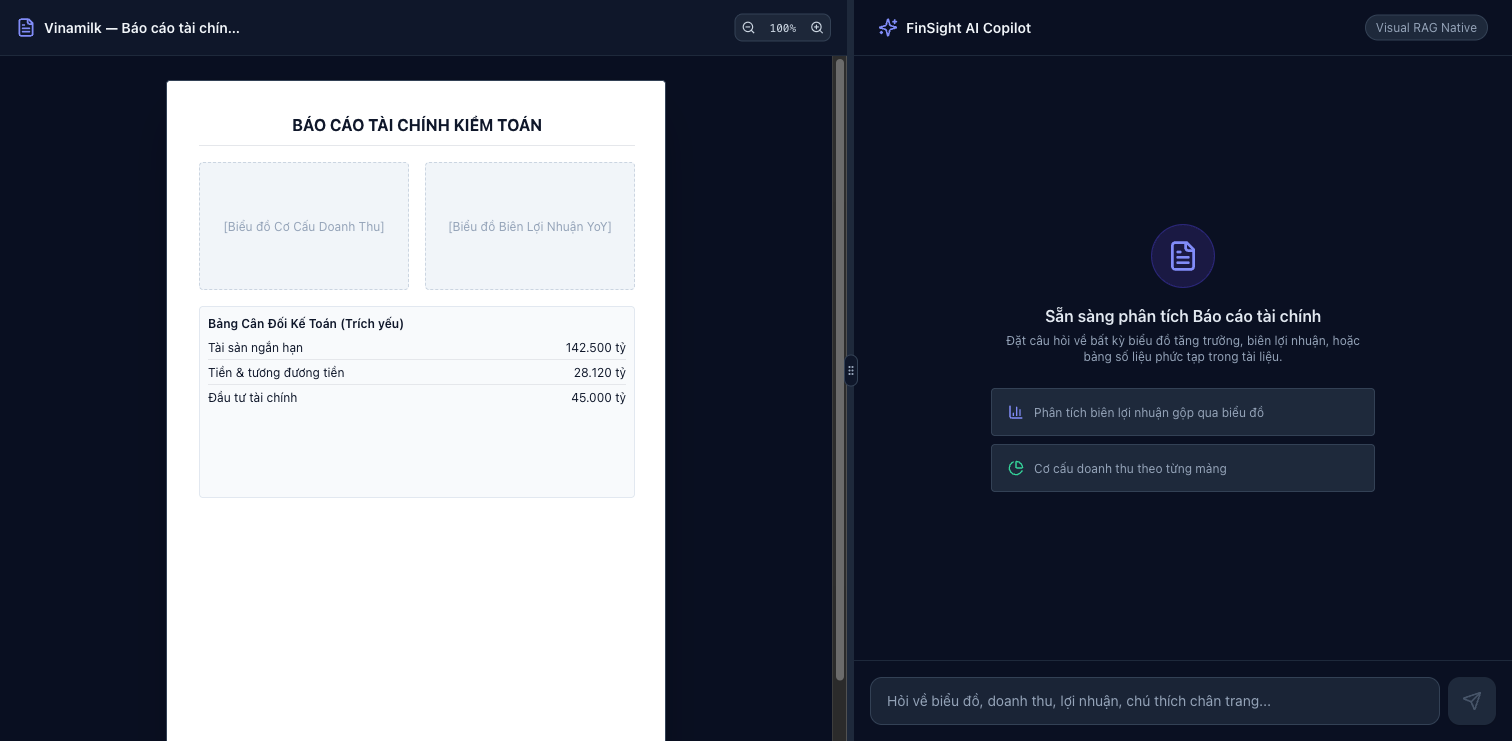 Vinamilk — Báo cáo tài chín...
100%
BÁO CÁO TÀI CHÍNH KIỂM TOÁN
[Biểu đồ Cơ Cấu Doanh Thu]
[Biểu đồ Biên Lợi Nhuận YoY]
Bảng Cân Đối Kế Toán (Trích yếu)
Tài sản ngắn hạn 142.500 tỷ
Tiền & tương đương tiền 28.120 tỷ
Đầu tư tài chính 45.000 tỷ
FinSight AI Copilot
Visual RAG Native
Sẵn sàng phân tích Báo cáo tài chính
Đặt câu hỏi về bất kỳ biểu đồ tăng trưởng, biên lợi nhuận, hoặc
bảng số liệu phức tạp trong tài liệu.
Phân tích biên lợi nhuận gộp qua biểu đồ
Cơ cấu doanh thu theo từng mảng
Hỏi về biểu đồ, doanh thu, lợi nhuận, chú thích chân trang...